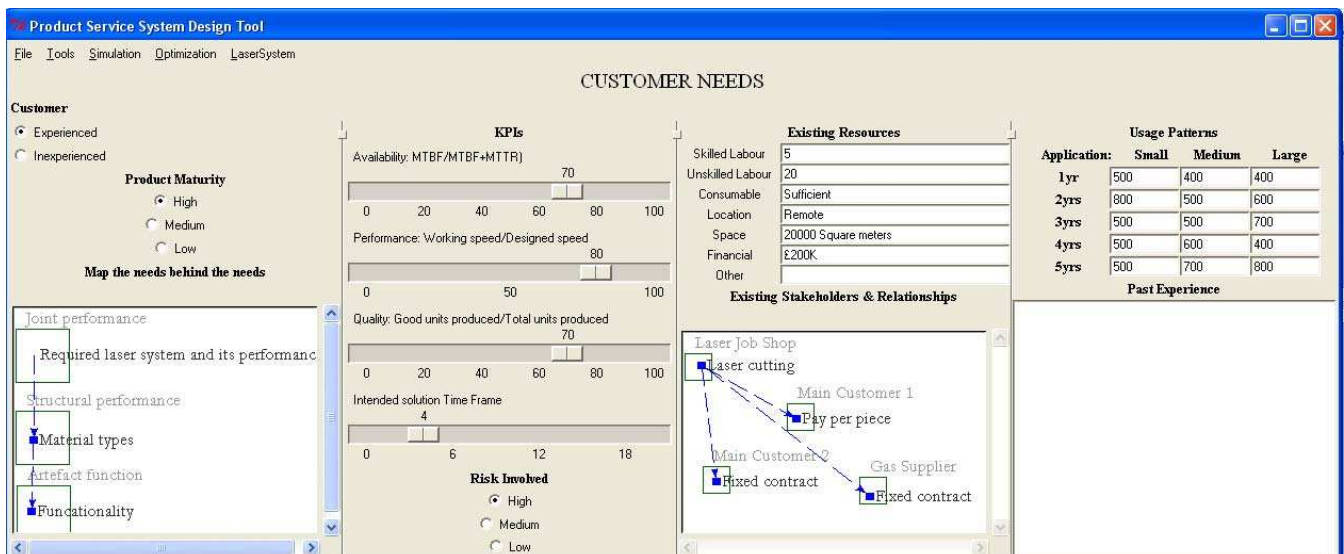 Product Service System Design Tool
File Tools Simulation Optimization LaserSystem
CUSTOMER NEEDS
Customer
Experienced
Inexperienced
Product Maturity
High
Medium
Low
Map the needs behind the needs
Joint performance
Required laser system and its performanc
Structural performance
Material types
Artefact function
Funcationality
KPIs
Availability: MTBF/MTBF+MTTR)
70
0 20 40 60 80 100
Performance: Working speed/Designed speed
80
0 50 100
Quality: Good units produced/Total units produced
70
0 20 40 60 80 100
Intended solution Time Frame
4
0 6 12 18
Risk Involved
High
Medium
Low
Existing Resources
Skilled Labour 5
Unskilled Labour 20
Consumable Sufficient
Location Remote
Space 20000 Square meters
Financial £200K
Other
Existing Stakeholders & Relationships
Laser Job Shop
Laser cutting
Main Customer 1
Pay per piece
Main Customer 2
Fixed contract
Gas Supplier
Fixed contract
Usage Patterns
Application: Small Medium Large
1yr 500 400 400
2yrs 800 500 600
3yrs 500 500 700
4yrs 500 600 400
5yrs 500 700 800
Past Experience